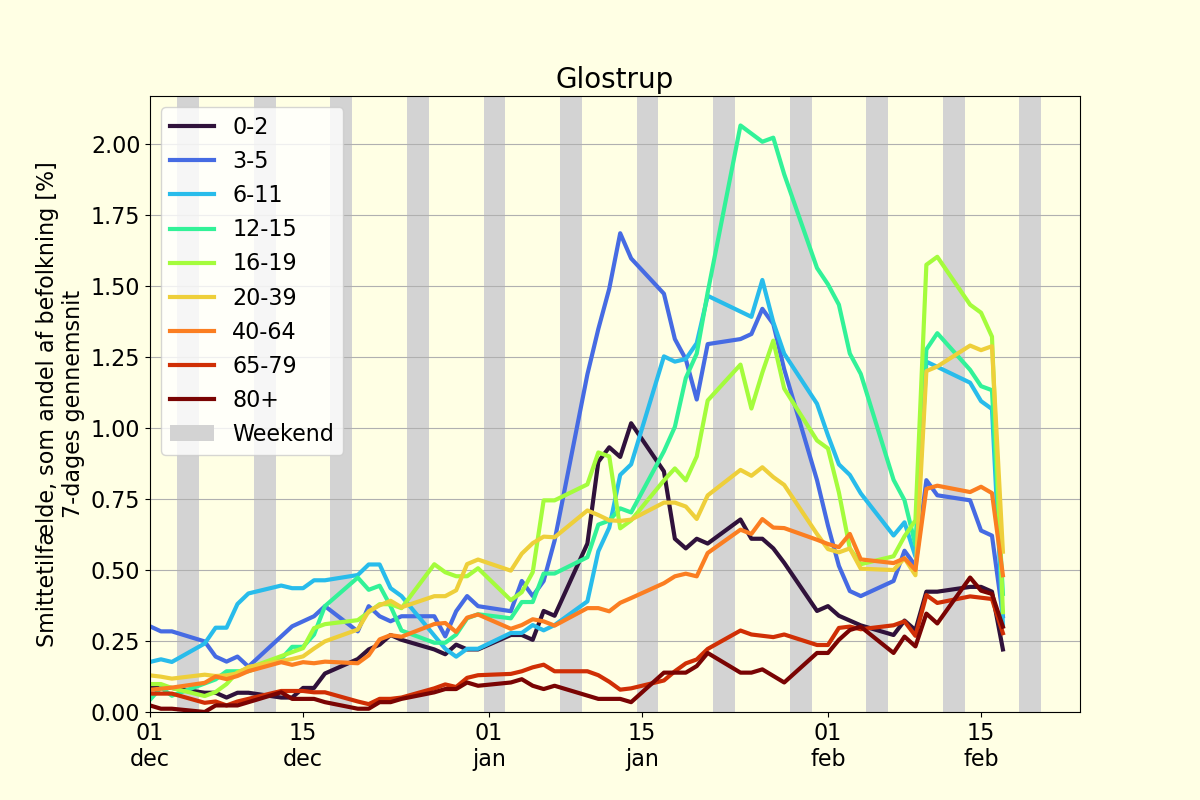 Glostrup
Smittetilfælde, som andel af befolkning [%]
7-dages gennemsnit
2.00
1.75
1.50
1.25
1.00
0.75
0.50
0.25
0.00
0-2
3-5
6-11
12-15
16-19
20-39
40-64
65-79
80+
Weekend
01
dec
15
dec
01
jan
15
jan
01
feb
15
feb